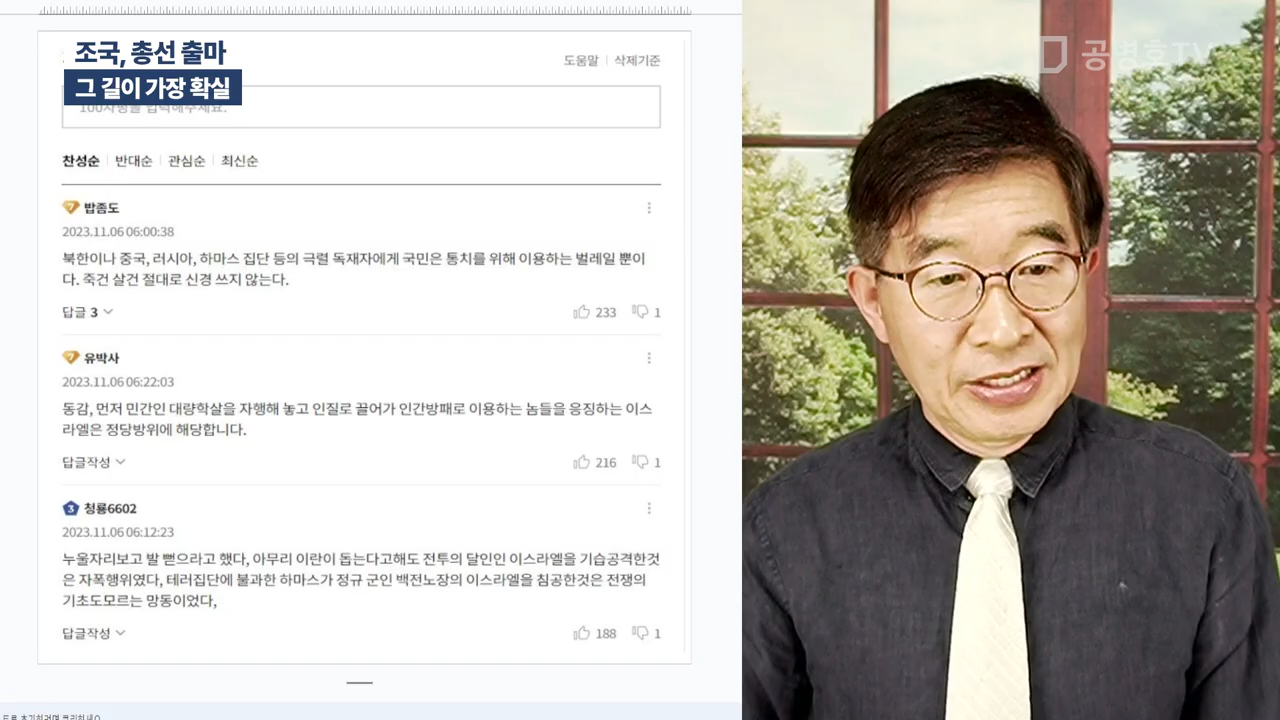 조국, 총선 출마
그 길이 가장 확실
공병호TV
도움말 | 삭제기준
찬성순 | 반대순 | 관심순 | 최신순
7 밥좀도
2023.11.06 06:00:38
북한이나 중국, 러시아, 하마스 집단 등의 극렬 독재자에게 국민은 통치를 위해 이용하는 벌레일 뿐이
다. 죽건 살건 절대로 신경 쓰지 않는다.
답글 3
233 1
7 유박사
2023.11.06 06:22:03
동감, 먼저 민간인 대량학살을 자행해 놓고 인질로 끌어가 인간방패로 이용하는 놈들을 응징하는 이스
라엘은 정당방위에 해당합니다.
답글작성
216 1
3 청룡6602
2023.11.06 06:12:23
누울자리보고 발 뻗으라고 했다, 아무리 이란이 돕는다고해도 전투의 달인인 이스라엘을 기습공격한것
은 자폭행위였다, 테러집단에 불과한 하마스가 정규 군인 백전노장의 이스라엘을 침공한것은 전쟁의
기초도모르는 망동이었다,
답글작성
188 1